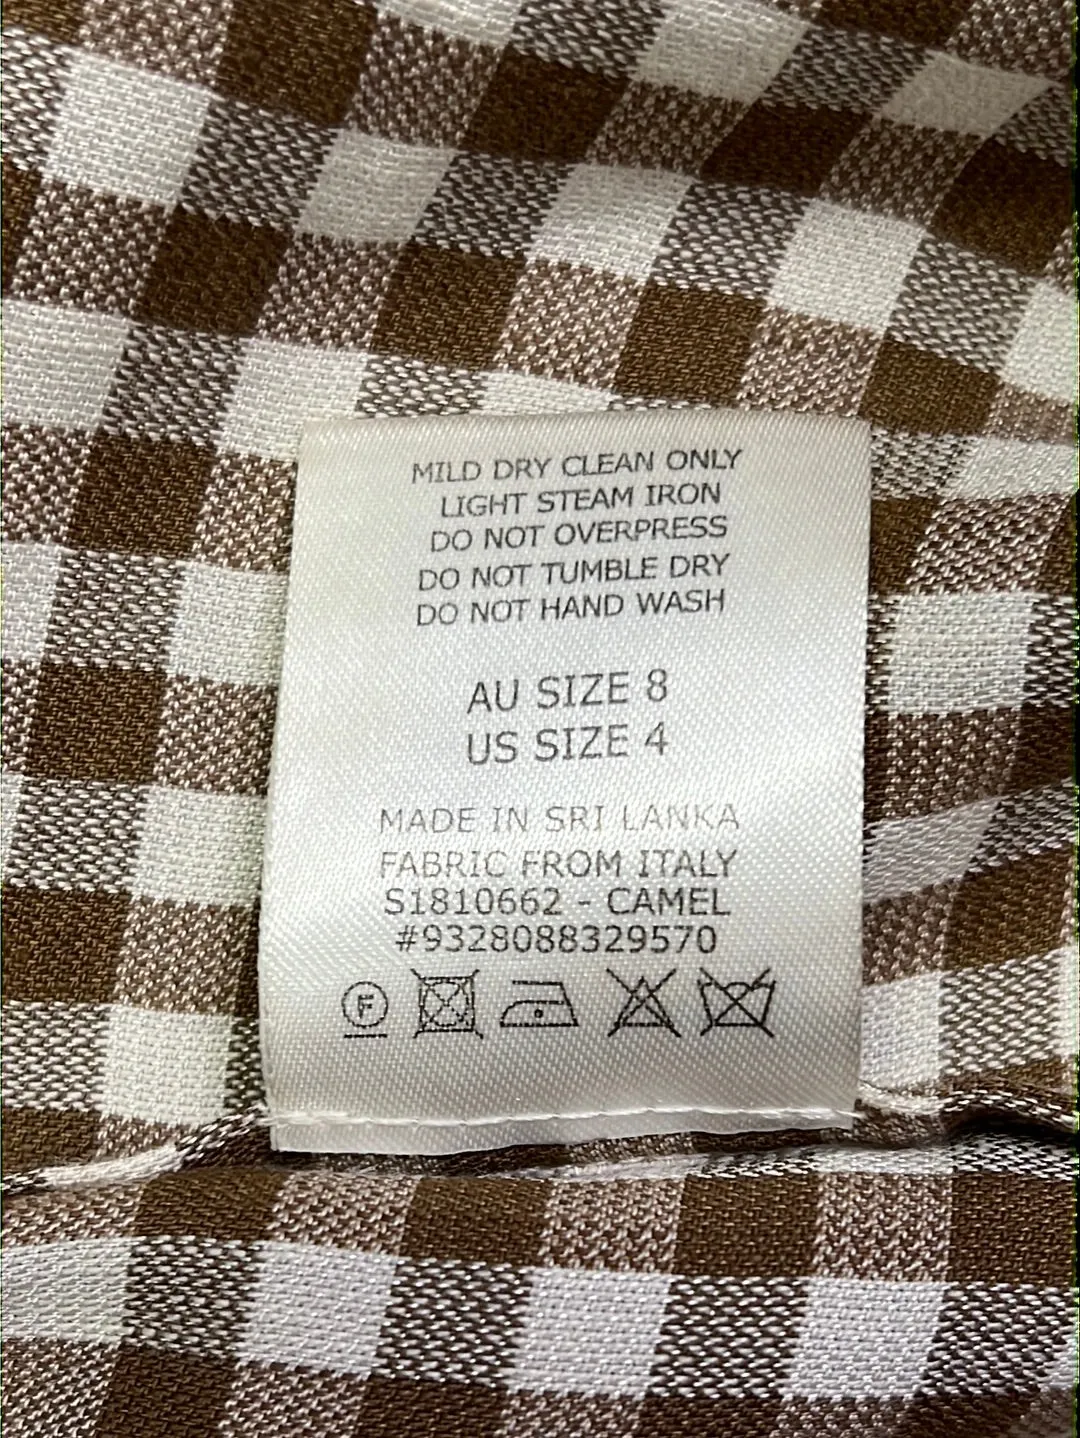 MILD DRY CLEAN ONLY
LIGHT STEAM IRON
DO NOT OVERPRESS
DO NOT TUMBLE DRY
DO NOT HAND WASH
AU SIZE 8
US SIZE 4
MADE IN SRI LANKA
FABRIC FROM ITALY
S1810662 - CAMEL
#9328088329570
F